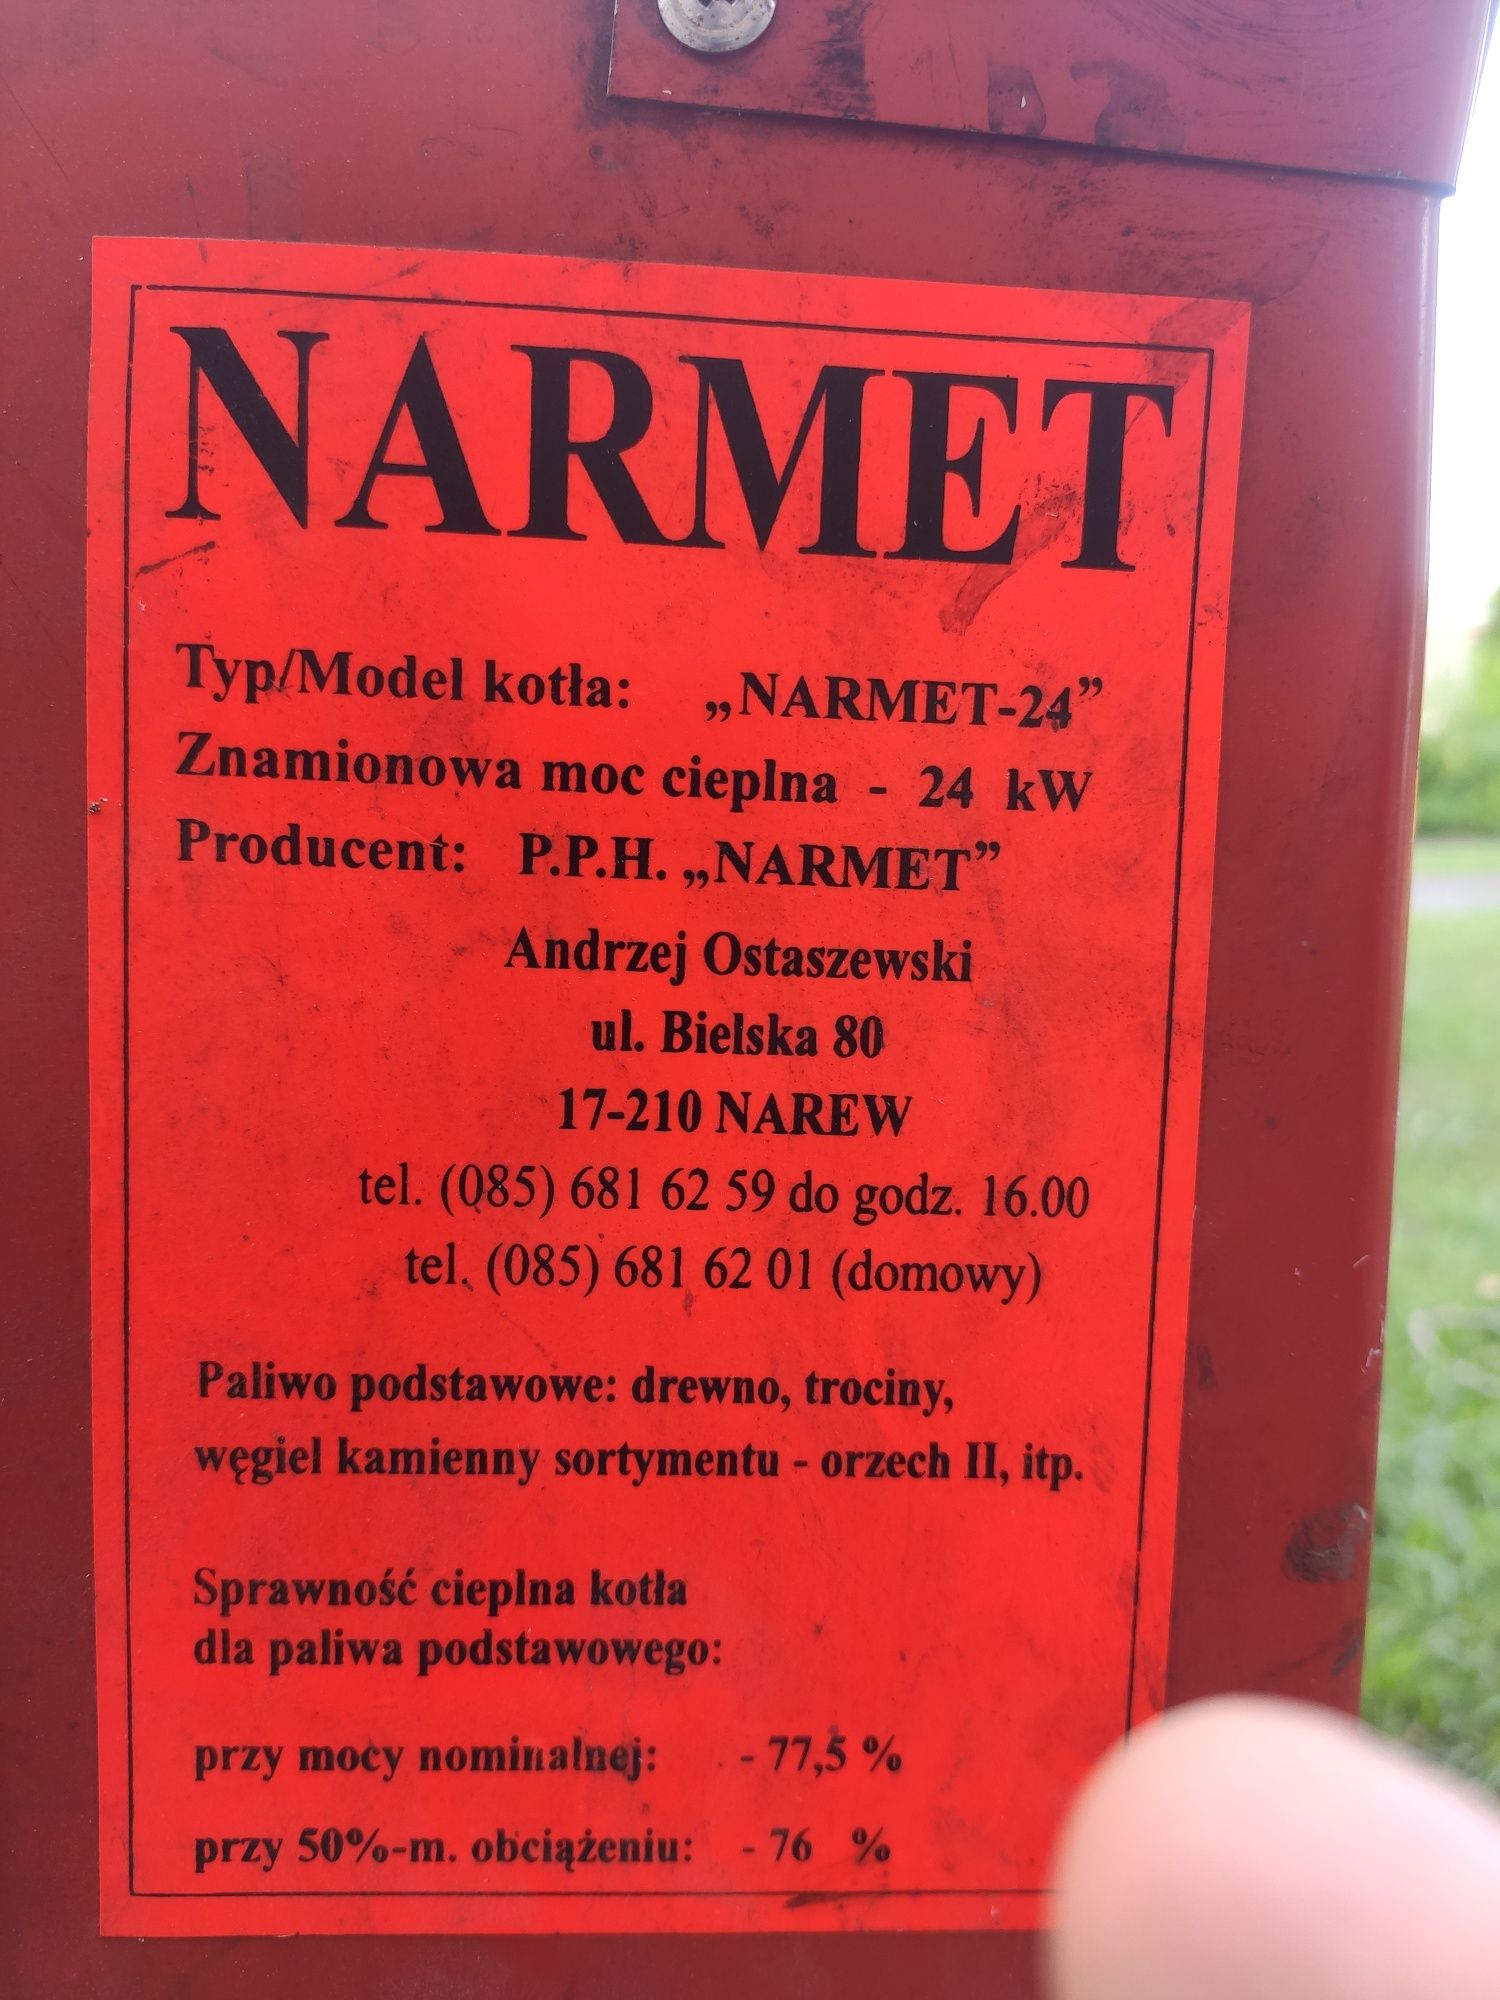 NARMET
Typ/Model kotła: „NARMET-24”
Znamionowa moc cieplna - 24 kW
Producent: P.P.H. „NARMET”
Andrzej Ostaszewski
ul. Bielska 80
17-210 NAREW
tel. (085) 681 62 59 do godz. 16.00
tel. (085) 681 62 01 (domowy)
Paliwo podstawowe: drewno, trociny,
węgiel kamienny sortymentu - orzech II, itp.
Sprawność cieplna kotła
dla paliwa podstawowego:
przy mocy nominalnej: - 77,5 %
przy 50%-m. obciążeniu: - 76 %